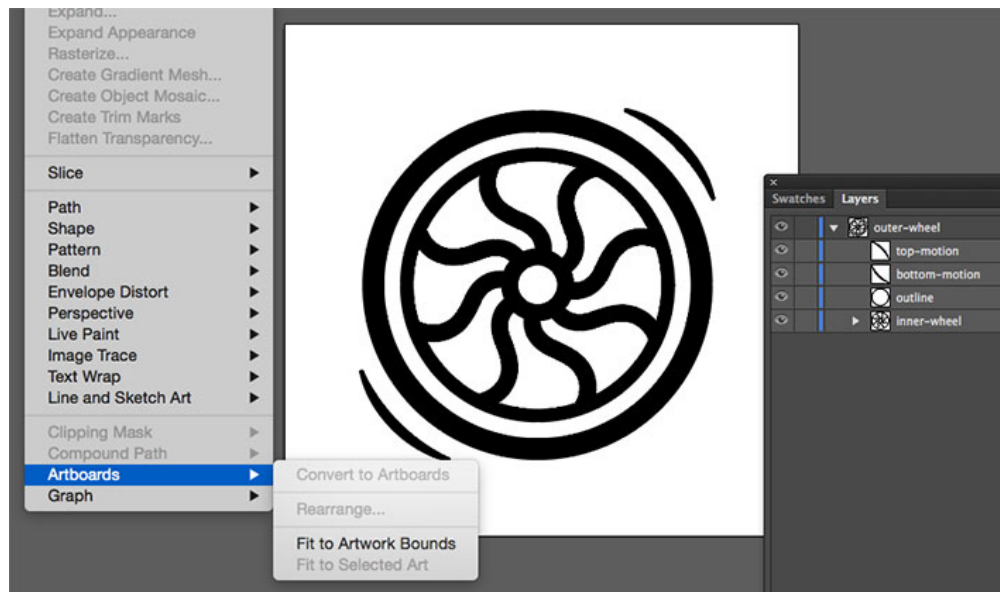 Expand...
Expand Appearance
Rasterize...
Create Gradient Mesh...
Create Object Mosaic...
Create Trim Marks
Flatten Transparency...
Slice
Path
Shape
Pattern
Blend
Envelope Distort
Perspective
Live Paint
Image Trace
Text Wrap
Line and Sketch Art
Clipping Mask
Compound Path
Artboards
Graph
Convert to Artboards
Rearrange...
Fit to Artwork Bounds
Fit to Selected Art
Swatches Layers
outer-wheel
top-motion
bottom-motion
outline
inner-wheel